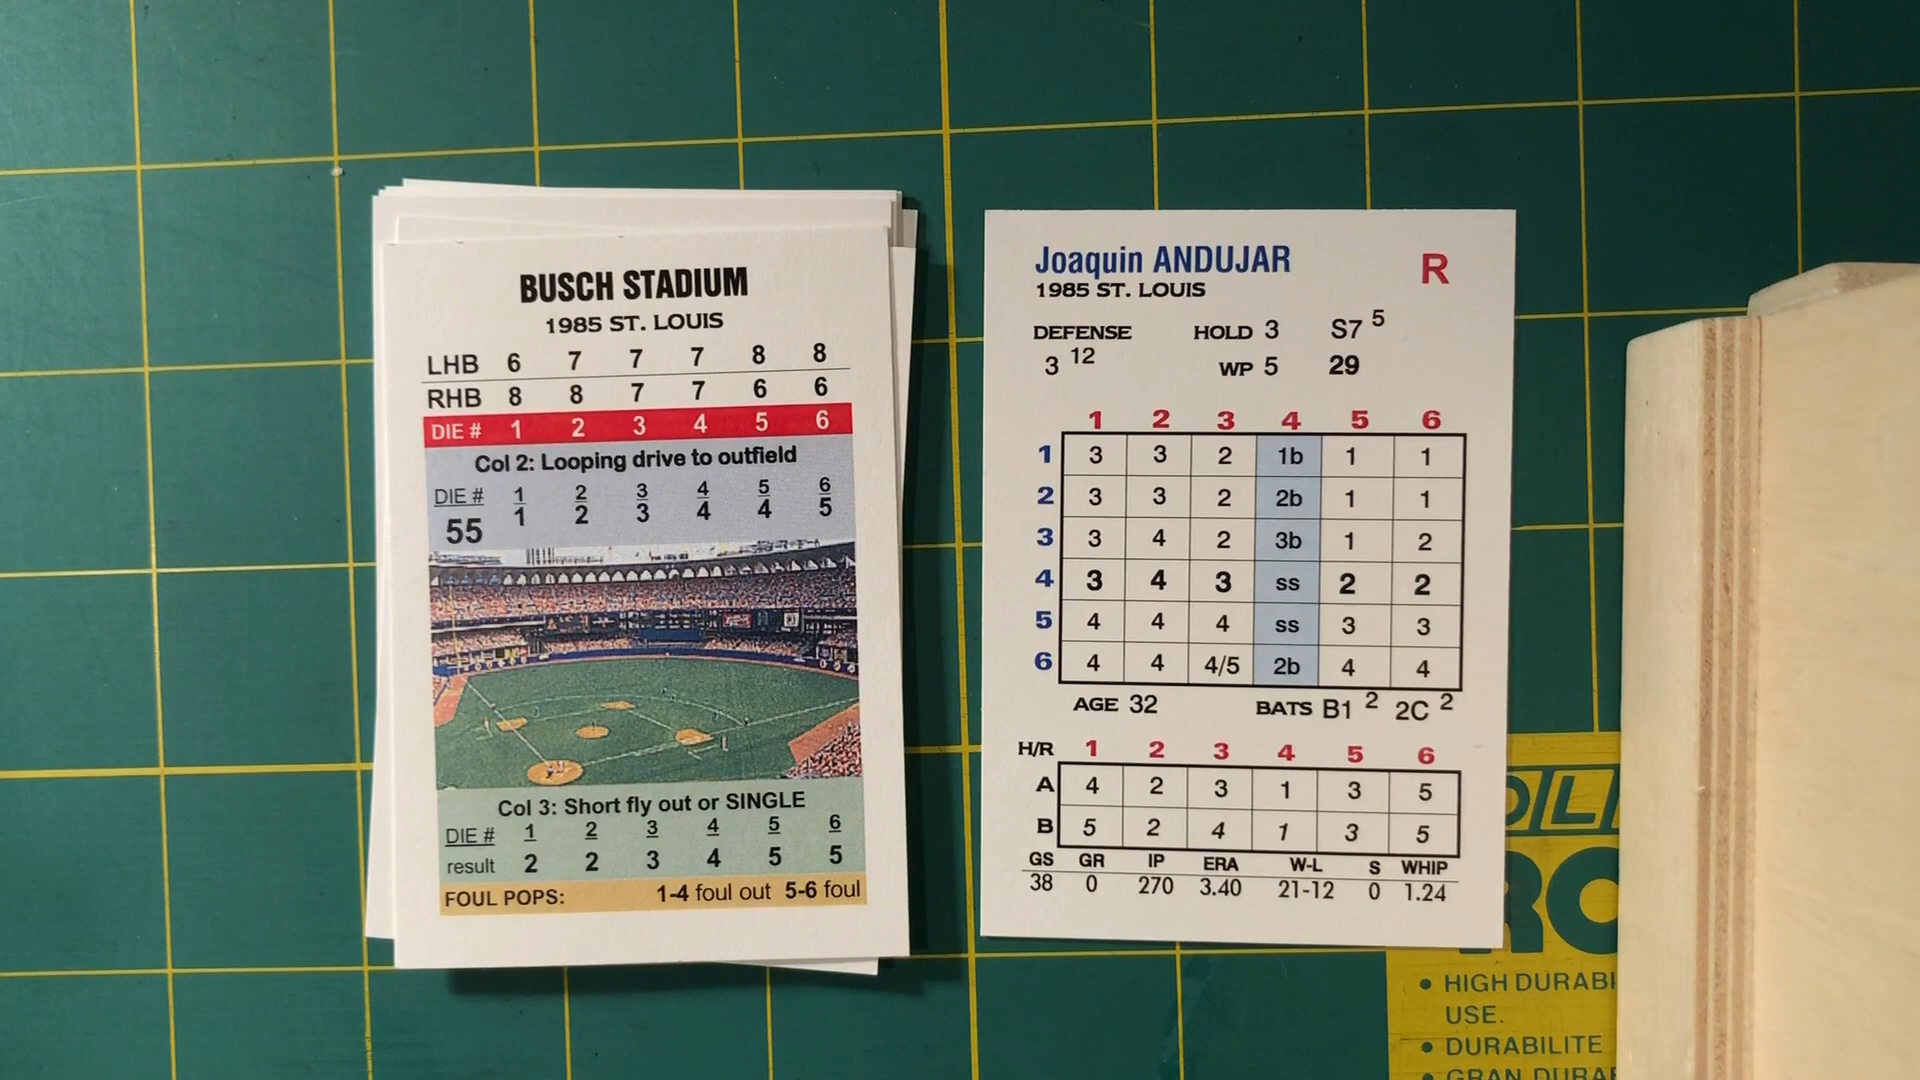 BUSCH STADIUM
1985 ST. LOUIS
LHB 6 7 7 7 8 8
RHB 8 8 7 7 6 6
DIE # 1 2 3 4 5 6
Col 2: Looping drive to outfield
DIE # 1 2 3 4 5 6
55 1 2 3 4 4 5
Col 3: Short fly out or SINGLE
DIE # 1 2 3 4 5 6
result 2 2 3 4 5 5
FOUL POPS: 1-4 foul out 5-6 foul
Joaquin ANDUJAR R
1985 ST. LOUIS
DEFENSE HOLD 3 S7 5
3 12 WP 5 29
1 2 3 4 5 6
1 3 3 2 1b 1 1
2 3 3 2 2b 1 1
3 3 4 2 3b 1 2
4 3 4 3 ss 2 2
5 4 4 4 ss 3 3
6 4 4 4/5 2b 4 4
AGE 32 BATS B1 2 2C 2
H/R 1 2 3 4 5 6
A 4 2 3 1 3 5
B 5 2 4 1 3 5
GS GR IP ERA W-L S WHIP
38 0 270 3.40 21-12 0 1.24
• HIGH DURABI
USE.
• DURABILITE